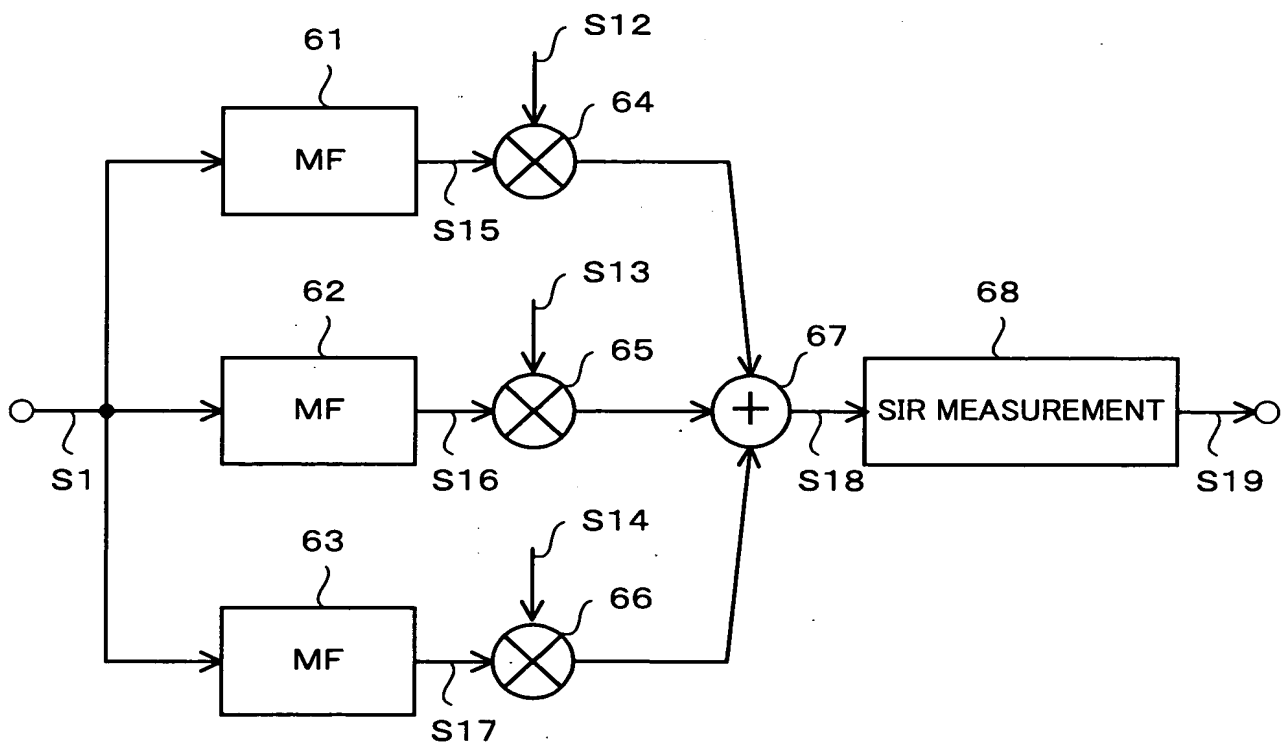 61
S12
64
MF
S15
S13
62
65
68
67
MF
SIR MEASUREMENT
S1
S16
S18
S19
S14
63
66
MF
S17